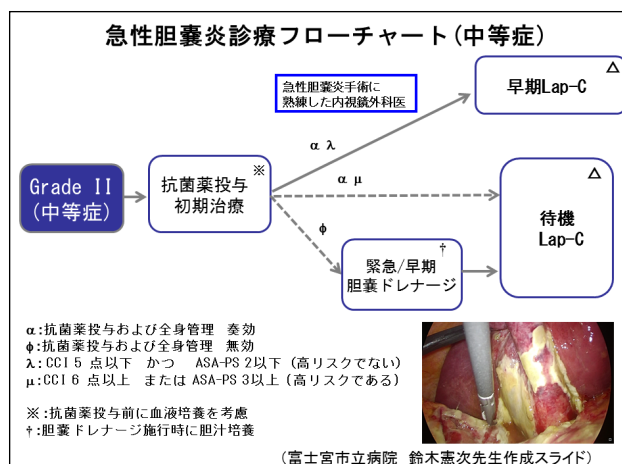 急性胆嚢炎診療フローチャート(中等症)
急性胆嚢炎手術に
熟練した内視鏡外科医
△
早期Lap-C
α λ
Grade II
(中等症)
※
抗菌薬投与
初期治療
α μ
△
待機
Lap-C
φ
†
緊急/早期
胆嚢ドレナージ
α:抗菌薬投与および全身管理 奏効
φ:抗菌薬投与および全身管理 無効
λ:CCI 5 点以下 かつ ASA-PS 2以下 (高リスクでない)
μ:CCI 6 点以上 または ASA-PS 3以上 (高リスクである)
※:抗菌薬投与前に血液培養を考慮
†:胆嚢ドレナージ施行時に胆汁培養
(富士宮市立病院 鈴木憲次先生作成スライド)